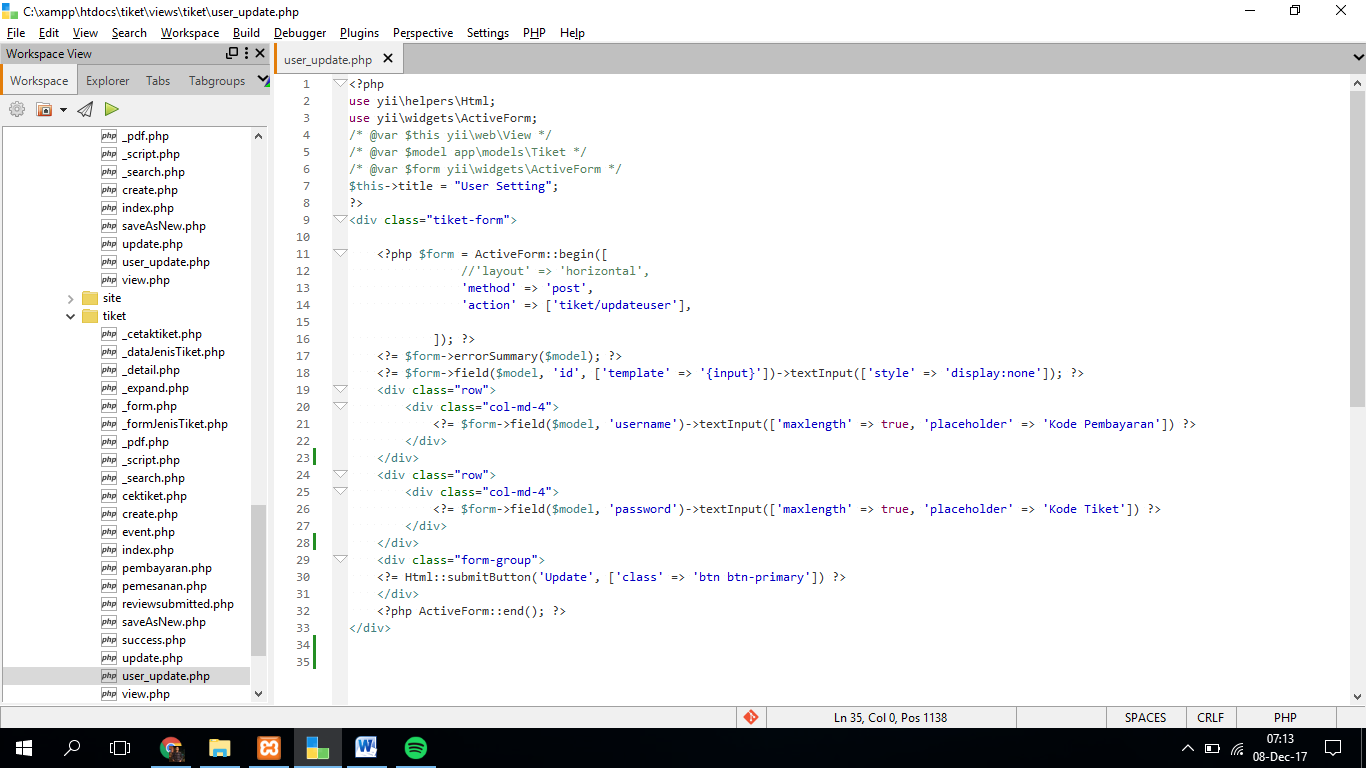 C:\xampp\htdocs\tiket\views\tiket\user_update.php
File Edit View Search Workspace Build Debugger Plugins Perspective Settings PHP Help
Workspace View
Workspace Explorer Tabs Tabgroups
_pdf.php
_script.php
_search.php
create.php
index.php
saveAsNew.php
update.php
user_update.php
view.php
site
tiket
_cetaktiket.php
_dataJenisTiket.php
_detail.php
_expand.php
_form.php
_formJenisTiket.php
_pdf.php
_script.php
_search.php
cektiket.php
create.php
event.php
index.php
pembayaran.php
pemesanan.php
reviewsubmitted.php
saveAsNew.php
success.php
update.php
user_update.php
view.php
user_update.php
1 <?php
2 use yii\helpers\Html;
3 use yii\widgets\ActiveForm;
4 /* @var $this yii\web\View */
5 /* @var $model app\models\Tiket */
6 /* @var $form yii\widgets\ActiveForm */
7 $this->title = "User Setting";
8 ?>
9 <div class="tiket-form">
10
11 <?php $form = ActiveForm::begin([
12 //'layout' => 'horizontal',
13 'method' => 'post',
14 'action' => ['tiket/updateuser'],
15
16 ]); ?>
17 <?= $form->errorSummary($model); ?>
18 <?= $form->field($model, 'id', ['template' => '{input}'])->textInput(['style' => 'display:none']); ?>
19 <div class="row">
20 <div class="col-md-4">
21 <?= $form->field($model, 'username')->textInput(['maxlength' => true, 'placeholder' => 'Kode Pembayaran']) ?>
22 </div>
23 </div>
24 <div class="row">
25 <div class="col-md-4">
26 <?= $form->field($model, 'password')->textInput(['maxlength' => true, 'placeholder' => 'Kode Tiket']) ?>
27 </div>
28 </div>
29 <div class="form-group">
30 <?= Html::submitButton('Update', ['class' => 'btn btn-primary']) ?>
31 </div>
32 <?php ActiveForm::end(); ?>
33 </div>
34
35
Ln 35, Col 0, Pos 1138 SPACES CRLF PHP
07:13
08-Dec-17